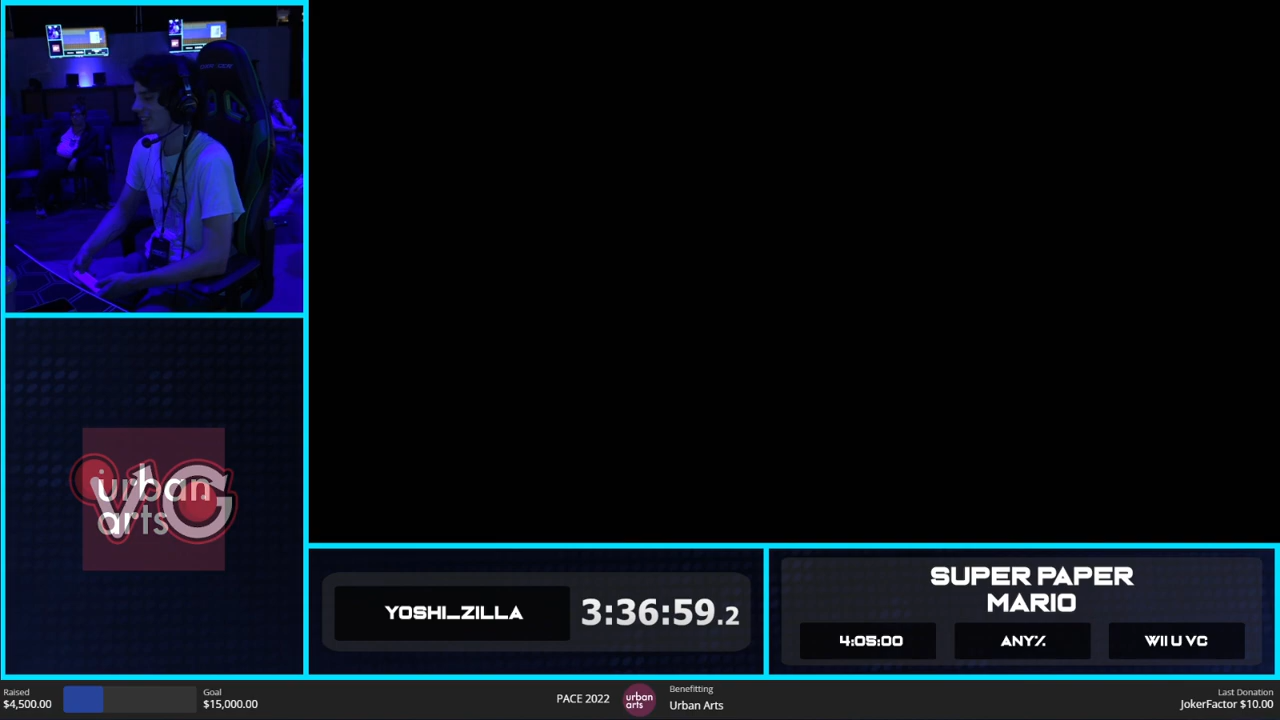 urban
arts
VG
YOSHI_ZILLA
3:36:59.2
SUPER PAPER
MARIO
4:05:00
ANY%
WII U VC
Raised
$4,500.00
Goal
$15,000.00
PACE 2022
urban
arts
Benefitting
Urban Arts
Last Donation
JokerFactor $10.00